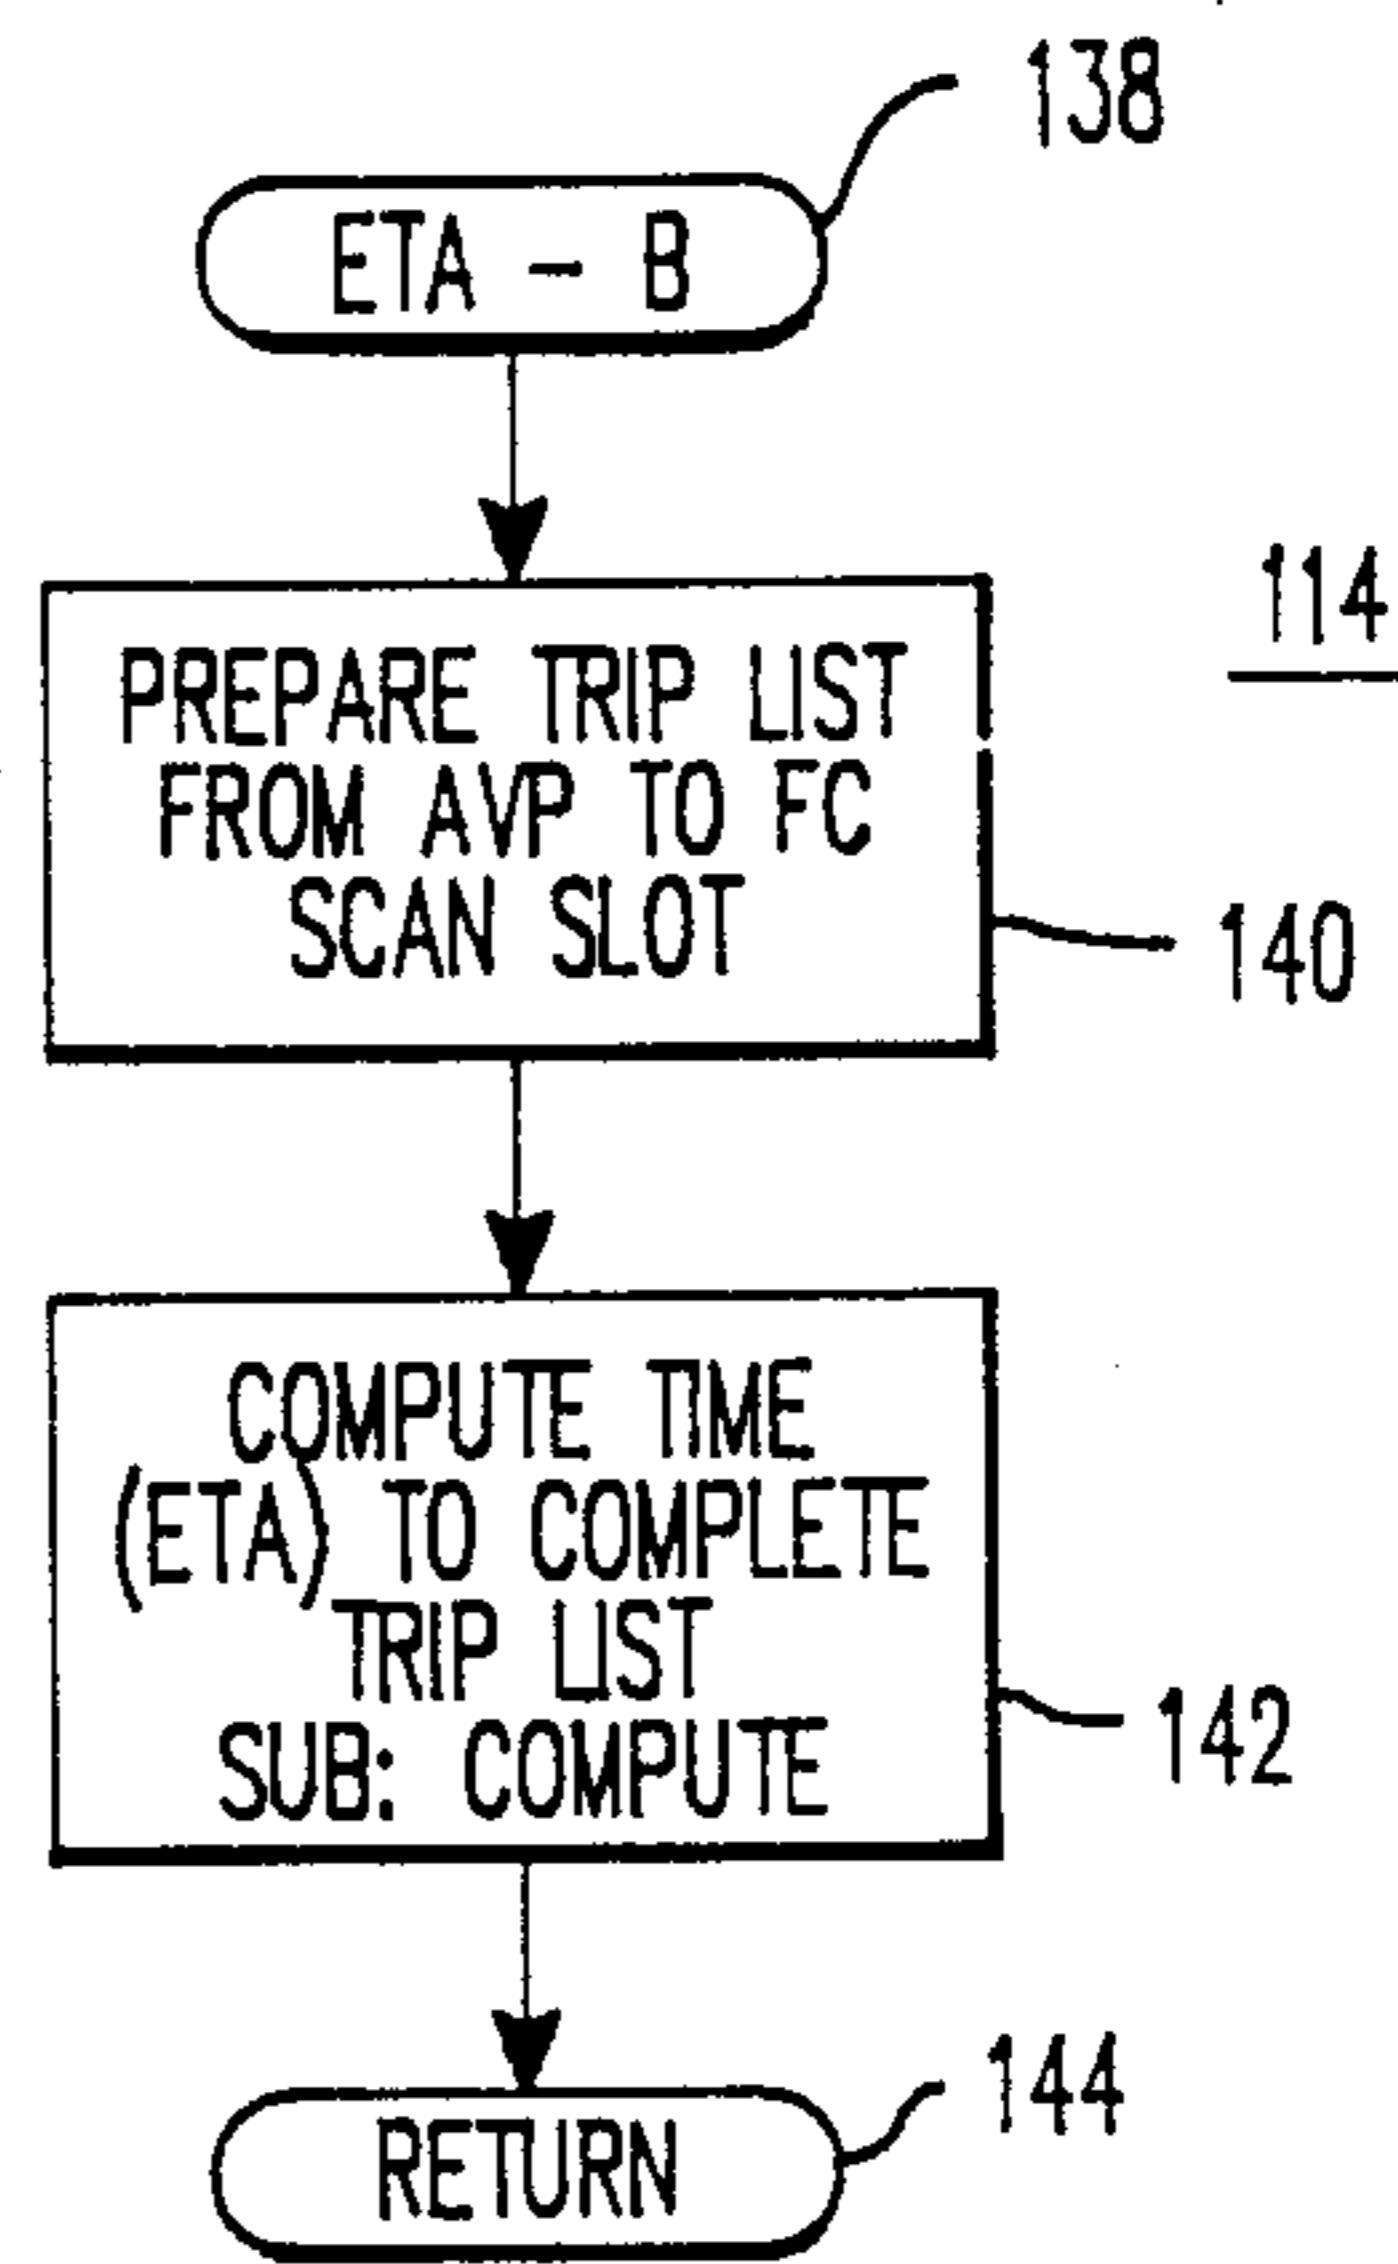 138
ETA - B
114
PREPARE TRIP LIST
FROM AVP TO FC
SCAN SLOT
140
COMPUTE TIME
(ETA) TO COMPLETE
TRIP LIST
SUB: COMPUTE
142
144
RETURN